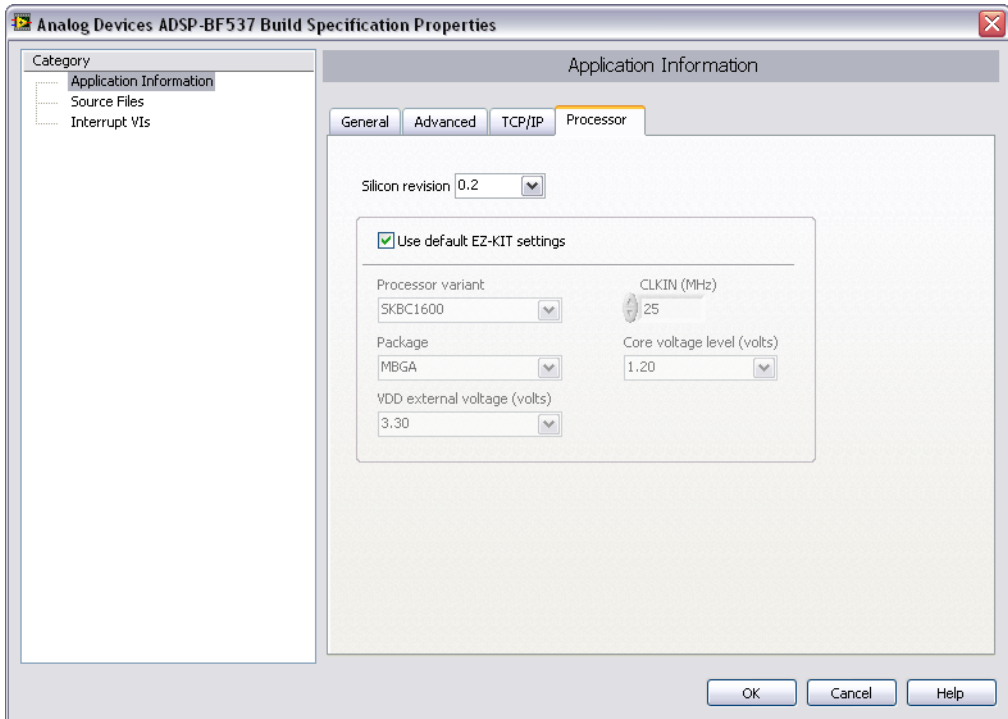 Analog Devices ADSP-BF537 Build Specification Properties
Category
Application Information
Source Files
Interrupt VIs
Application Information
General Advanced TCP/IP Processor
Silicon revision 0.2
Use default EZ-KIT settings
Processor variant CLKIN (MHz)
SKBC1600 25
Package Core voltage level (volts)
MBGA 1.20
VDD external voltage (volts)
3.30
OK Cancel Help